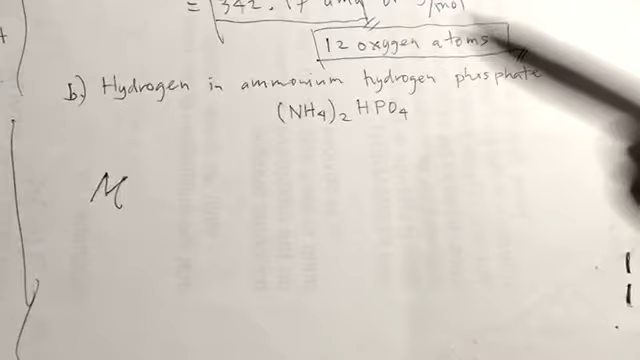 = 342.17 amu or g/mol
12 oxygen atoms
b.) Hydrogen in ammonium hydrogen phosphate
(NH4)2 HPO4
M